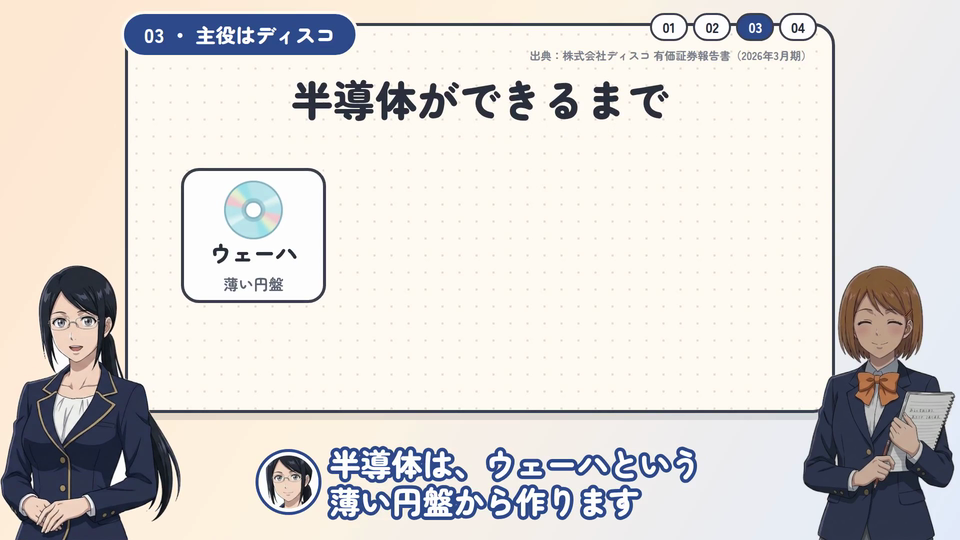 03 ・ 主役はディスコ
01 02 03 04
出典：株式会社ディスコ 有価証券報告書（2026年3月期）
半導体ができるまで
ウェーハ
薄い円盤
半導体は、ウェーハという
薄い円盤から作ります